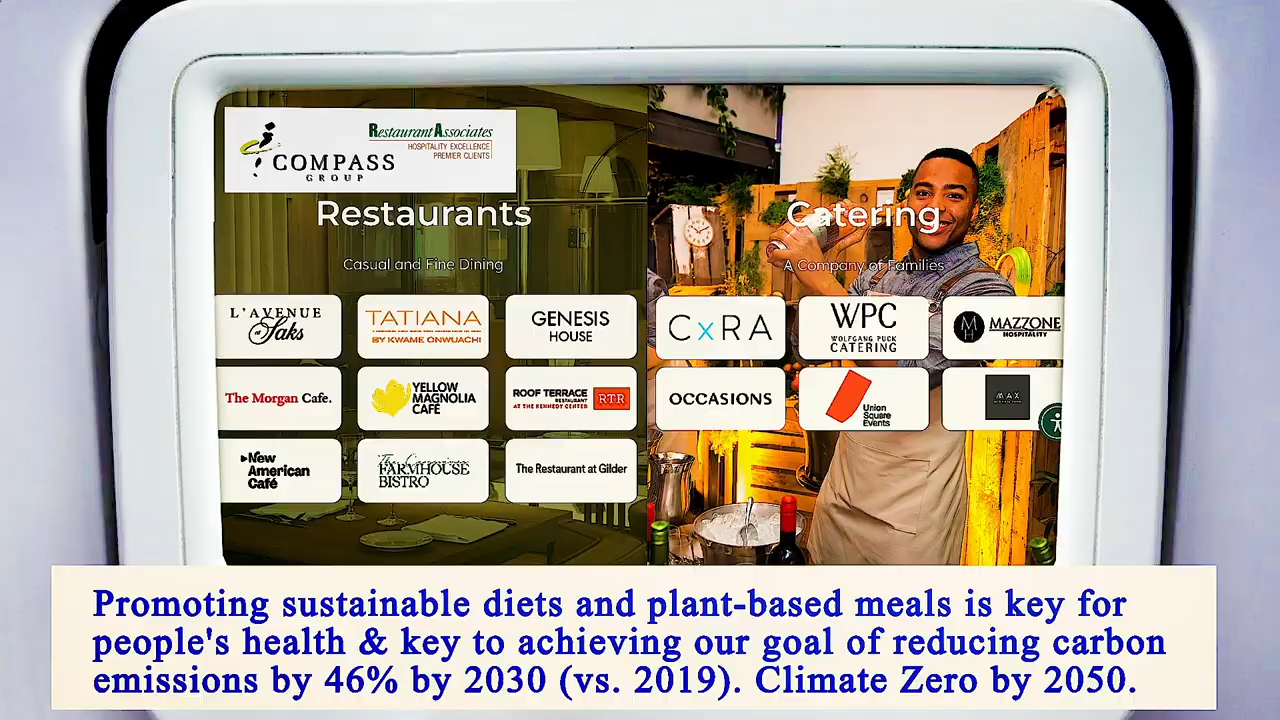 COMPASS
GROUP
Restaurant Associates
HOSPITALITY EXCELLENCE
PREMIER CLIENTS
Restaurants
Casual and Fine Dining
L'AVENUE
Saks
TATIANA
BY KWAME ONWUACHI
GENESIS
HOUSE
The Morgan Cafe.
YELLOW
MAGNOLIA
CAFÉ
ROOF TERRACE
RESTAURANT
AT THE KENNEDY CENTER
RTR
New
American
Café
FARMHOUSE
BISTRO
The Restaurant at Gilder
Catering
A Company of Families
CxRA
WPC
WOLFGANG PUCK
CATERING
MH
MAZZONE
HOSPITALITY
OCCASIONS
Union
Square
Events
MAX
Promoting sustainable diets and plant-based meals is key for
people's health & key to achieving our goal of reducing carbon
emissions by 46% by 2030 (vs. 2019). Climate Zero by 2050.